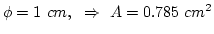 ϕ = 1 cm, ⇒ A = 0.785 cm²